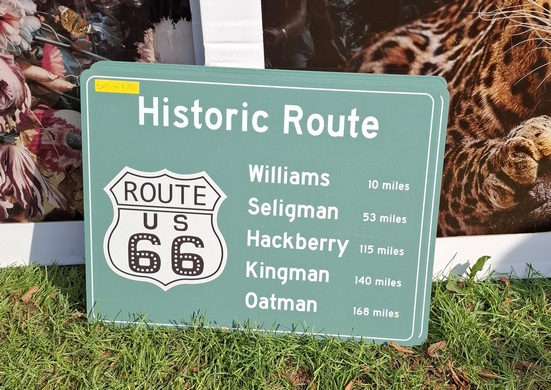 Historic Route
ROUTE
US
66
Williams 10 miles
Seligman 53 miles
Hackberry 115 miles
Kingman 140 miles
Oatman 168 miles